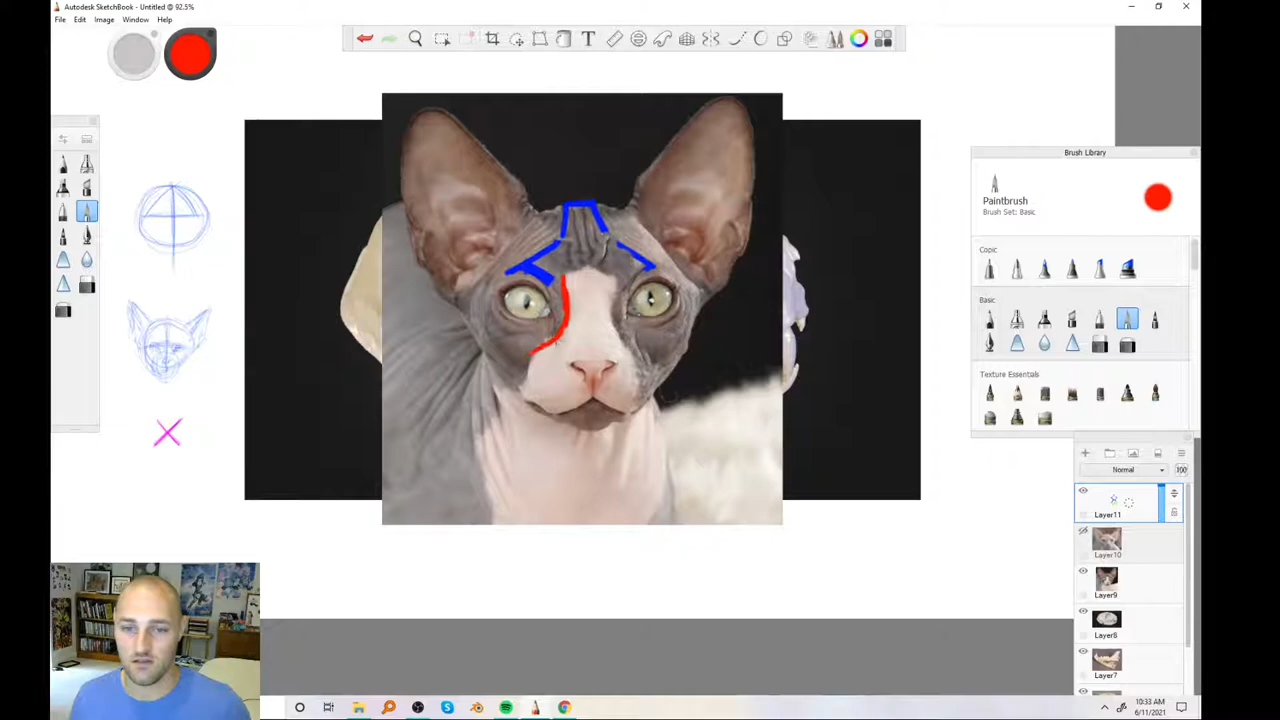 Autodesk SketchBook - Untitled @ 92.5%
File Edit Image Window Help
Brush Library
Paintbrush
Brush Set: Basic
Copic
Basic
Texture Essentials
Normal
100
Layer11
Layer10
Layer9
Layer8
Layer7
10:33 AM
6/11/2021